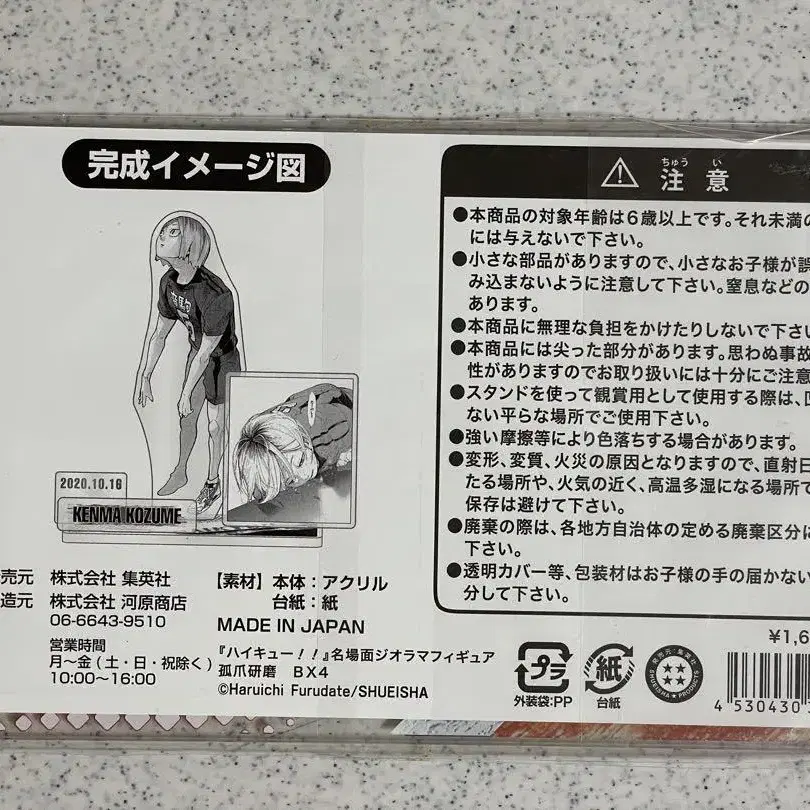 完成イメージ図
2020.10.16
KENMA KOZUME
売元 株式会社 集英社
造元 株式会社 河原商店
06-6643-9510
営業時間
月～金(土・日・祝除く)
10:00～16:00
【素材】本体：アクリル
台紙：紙
MADE IN JAPAN
『ハイキュー！！』名場面ジオラマフィギュア
孤爪研磨 BX4
©Haruichi Furudate/SHUEISHA
ちゅう い
注意
●本商品の対象年齢は6歳以上です。それ未満の
には与えないで下さい。
●小さな部品がありますので、小さなお子様が誤
み込まないように注意して下さい。窒息などの
あります。
●本商品に無理な負担をかけたりしないで下さい
●本商品には尖った部分があります。思わぬ事故
性がありますのでお取り扱いには十分にご注意
●スタンドを使って観賞用として使用する際は、
ない平らな場所でご使用下さい。
●強い摩擦等により色落ちする場合があります。
●変形、変質、火災の原因となりますので、直射日
たる場所や、火気の近く、高温多湿になる場所で
保存は避けて下さい。
●廃棄の際は、各地方自治体の定める廃棄区分に
下さい。
●透明カバー等、包装材はお子様の手の届かない
分して下さい。
¥1,6
プラ
外装袋:PP
紙
台紙
発売元：集英社
SHUEISHA PRODUCTS
4 530430